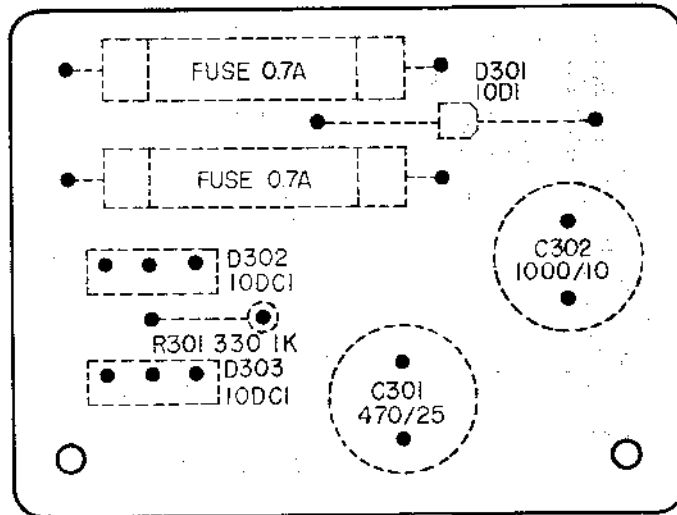 FUSE 0.7A
D301
10D1
FUSE 0.7A
C302
1000/10
D302
10DC1
R301 330 1K
D303
10DC1
C301
470/25